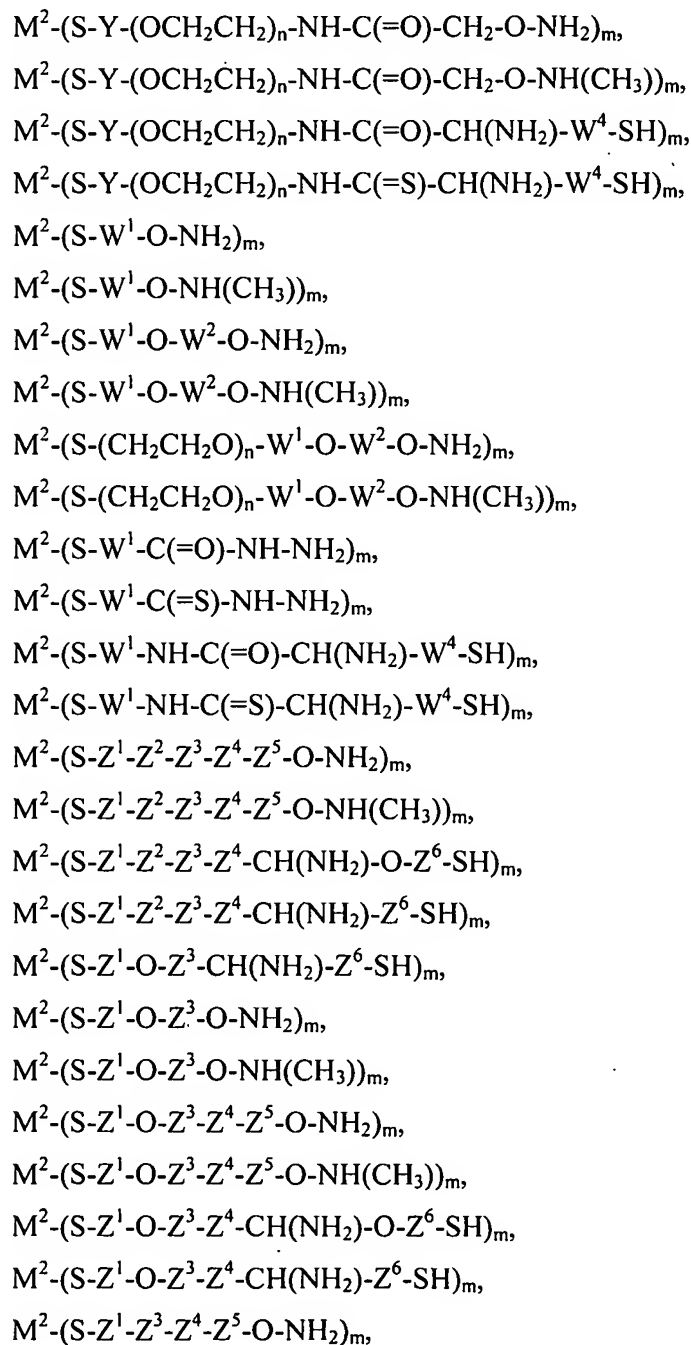 M²-(S-Y-(OCH₂CH₂)ₙ-NH-C(=O)-CH₂-O-NH₂)ₘ,
M²-(S-Y-(OCH₂CH₂)ₙ-NH-C(=O)-CH₂-O-NH(CH₃))ₘ,
M²-(S-Y-(OCH₂CH₂)ₙ-NH-C(=O)-CH(NH₂)-W⁴-SH)ₘ,
M²-(S-Y-(OCH₂CH₂)ₙ-NH-C(=S)-CH(NH₂)-W⁴-SH)ₘ,
M²-(S-W¹-O-NH₂)ₘ,
M²-(S-W¹-O-NH(CH₃))ₘ,
M²-(S-W¹-O-W²-O-NH₂)ₘ,
M²-(S-W¹-O-W²-O-NH(CH₃))ₘ,
M²-(S-(CH₂CH₂O)ₙ-W¹-O-W²-O-NH₂)ₘ,
M²-(S-(CH₂CH₂O)ₙ-W¹-O-W²-O-NH(CH₃))ₘ,
M²-(S-W¹-C(=O)-NH-NH₂)ₘ,
M²-(S-W¹-C(=S)-NH-NH₂)ₘ,
M²-(S-W¹-NH-C(=O)-CH(NH₂)-W⁴-SH)ₘ,
M²-(S-W¹-NH-C(=S)-CH(NH₂)-W⁴-SH)ₘ,
M²-(S-Z¹-Z²-Z³-Z⁴-Z⁵-O-NH₂)ₘ,
M²-(S-Z¹-Z²-Z³-Z⁴-Z⁵-O-NH(CH₃))ₘ,
M²-(S-Z¹-Z²-Z³-Z⁴-CH(NH₂)-O-Z⁶-SH)ₘ,
M²-(S-Z¹-Z²-Z³-Z⁴-CH(NH₂)-Z⁶-SH)ₘ,
M²-(S-Z¹-O-Z³-CH(NH₂)-Z⁶-SH)ₘ,
M²-(S-Z¹-O-Z³-O-NH₂)ₘ,
M²-(S-Z¹-O-Z³-O-NH(CH₃))ₘ,
M²-(S-Z¹-O-Z³-Z⁴-Z⁵-O-NH₂)ₘ,
M²-(S-Z¹-O-Z³-Z⁴-Z⁵-O-NH(CH₃))ₘ,
M²-(S-Z¹-O-Z³-Z⁴-CH(NH₂)-O-Z⁶-SH)ₘ,
M²-(S-Z¹-O-Z³-Z⁴-CH(NH₂)-Z⁶-SH)ₘ,
M²-(S-Z¹-Z³-Z⁴-Z⁵-O-NH₂)ₘ,